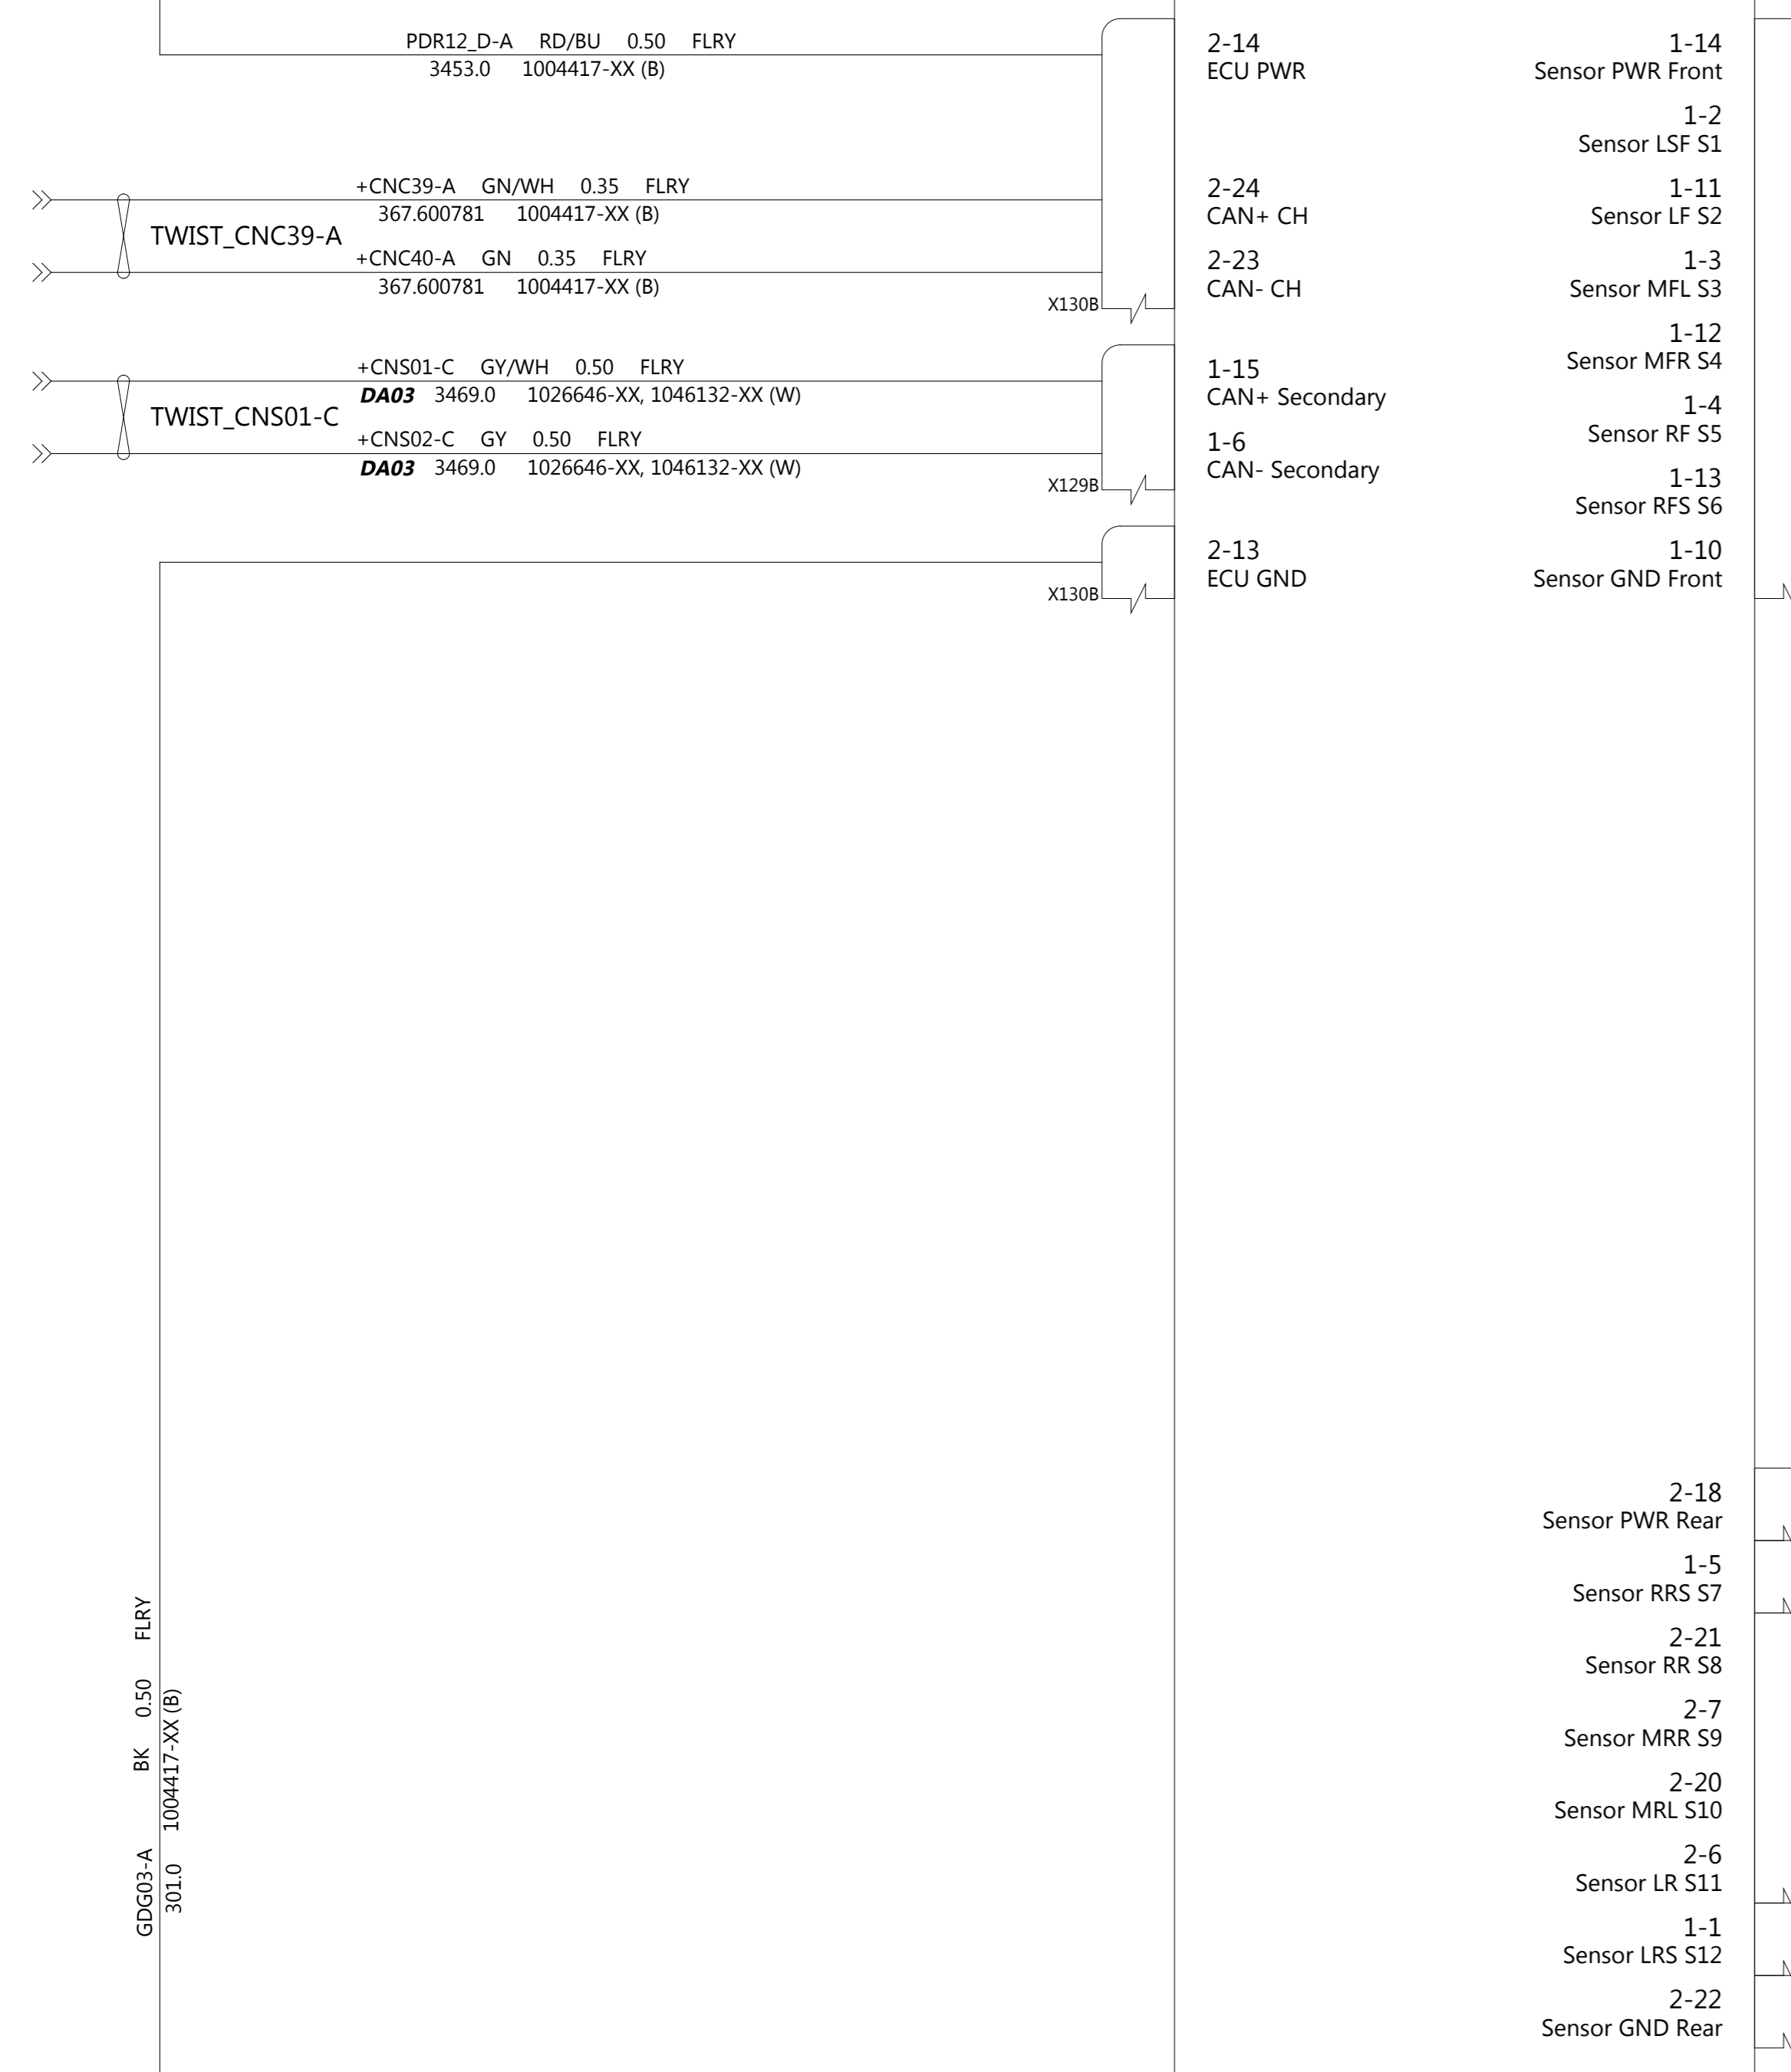 PDR12_D-A RD/BU 0.50 FLRY
3453.0 1004417-XX (B)
+CNC39-A GN/WH 0.35 FLRY
367.600781 1004417-XX (B)
TWIST_CNC39-A
+CNC40-A GN 0.35 FLRY
367.600781 1004417-XX (B)
X130B
+CNS01-C GY/WH 0.50 FLRY
DA03 3469.0 1026646-XX, 1046132-XX (W)
TWIST_CNS01-C
+CNS02-C GY 0.50 FLRY
DA03 3469.0 1026646-XX, 1046132-XX (W)
X129B
X130B
GDG03-A BK 0.50 FLRY
301.0 1004417-XX (B)
2-14
ECU PWR
2-24
CAN+ CH
2-23
CAN- CH
1-15
CAN+ Secondary
1-6
CAN- Secondary
2-13
ECU GND
1-14
Sensor PWR Front
1-2
Sensor LSF S1
1-11
Sensor LF S2
1-3
Sensor MFL S3
1-12
Sensor MFR S4
1-4
Sensor RF S5
1-13
Sensor RFS S6
1-10
Sensor GND Front
2-18
Sensor PWR Rear
1-5
Sensor RRS S7
2-21
Sensor RR S8
2-7
Sensor MRR S9
2-20
Sensor MRL S10
2-6
Sensor LR S11
1-1
Sensor LRS S12
2-22
Sensor GND Rear